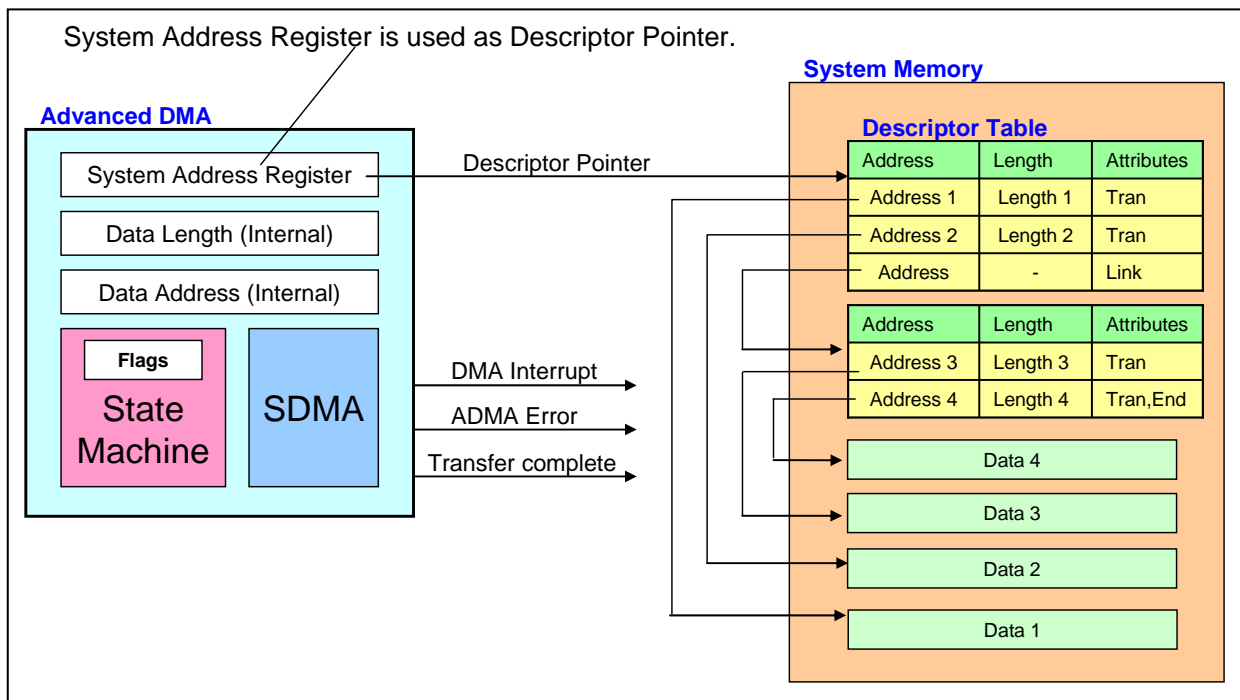 System Address Register is used as Descriptor Pointer.
System Memory
Advanced DMA
Descriptor Table
System Address Register
Descriptor Pointer
Address Length Attributes
Address 1 Length 1 Tran
Data Length (Internal)
Address 2 Length 2 Tran
Data Address (Internal)
Address - Link
Address Length Attributes
Flags
Address 3 Length 3 Tran
State
Machine
SDMA
DMA Interrupt
Address 4 Length 4 Tran,End
ADMA Error
Transfer complete
Data 4
Data 3
Data 2
Data 1